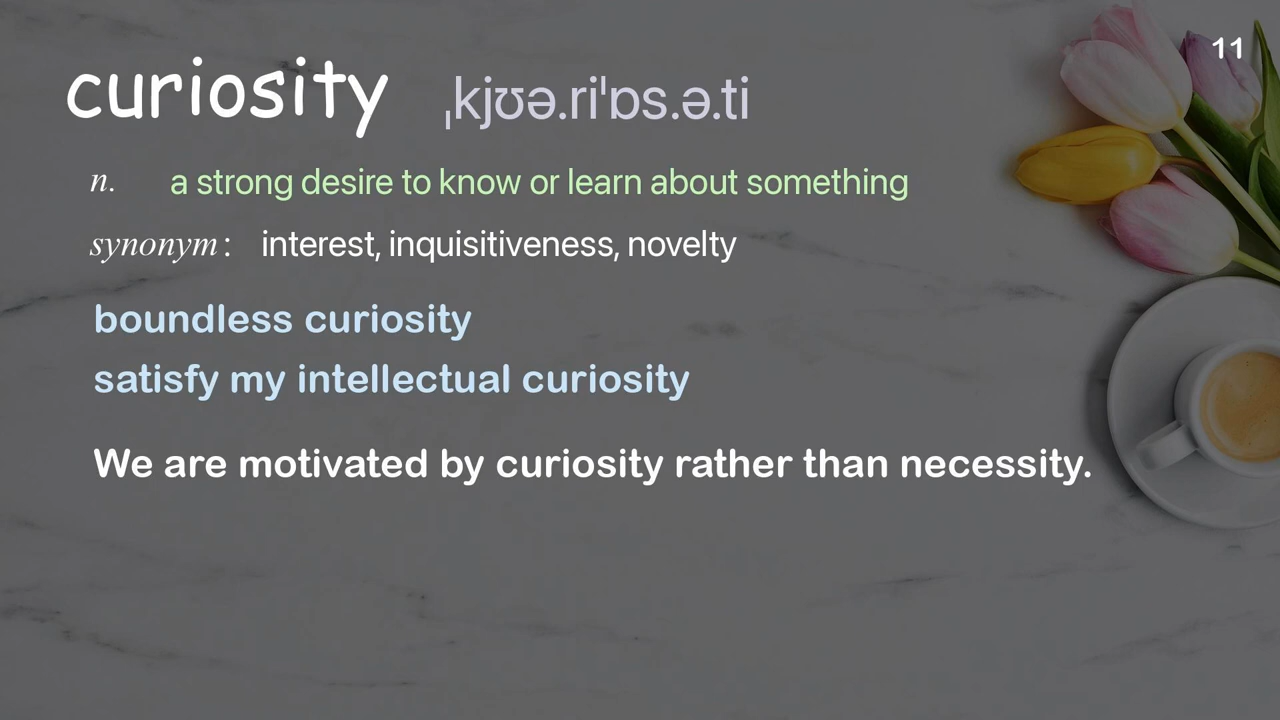 11
curiosity ˌkjʊə.riˈɒs.ə.ti
n. a strong desire to know or learn about something
synonym: interest, inquisitiveness, novelty
boundless curiosity
satisfy my intellectual curiosity
We are motivated by curiosity rather than necessity.